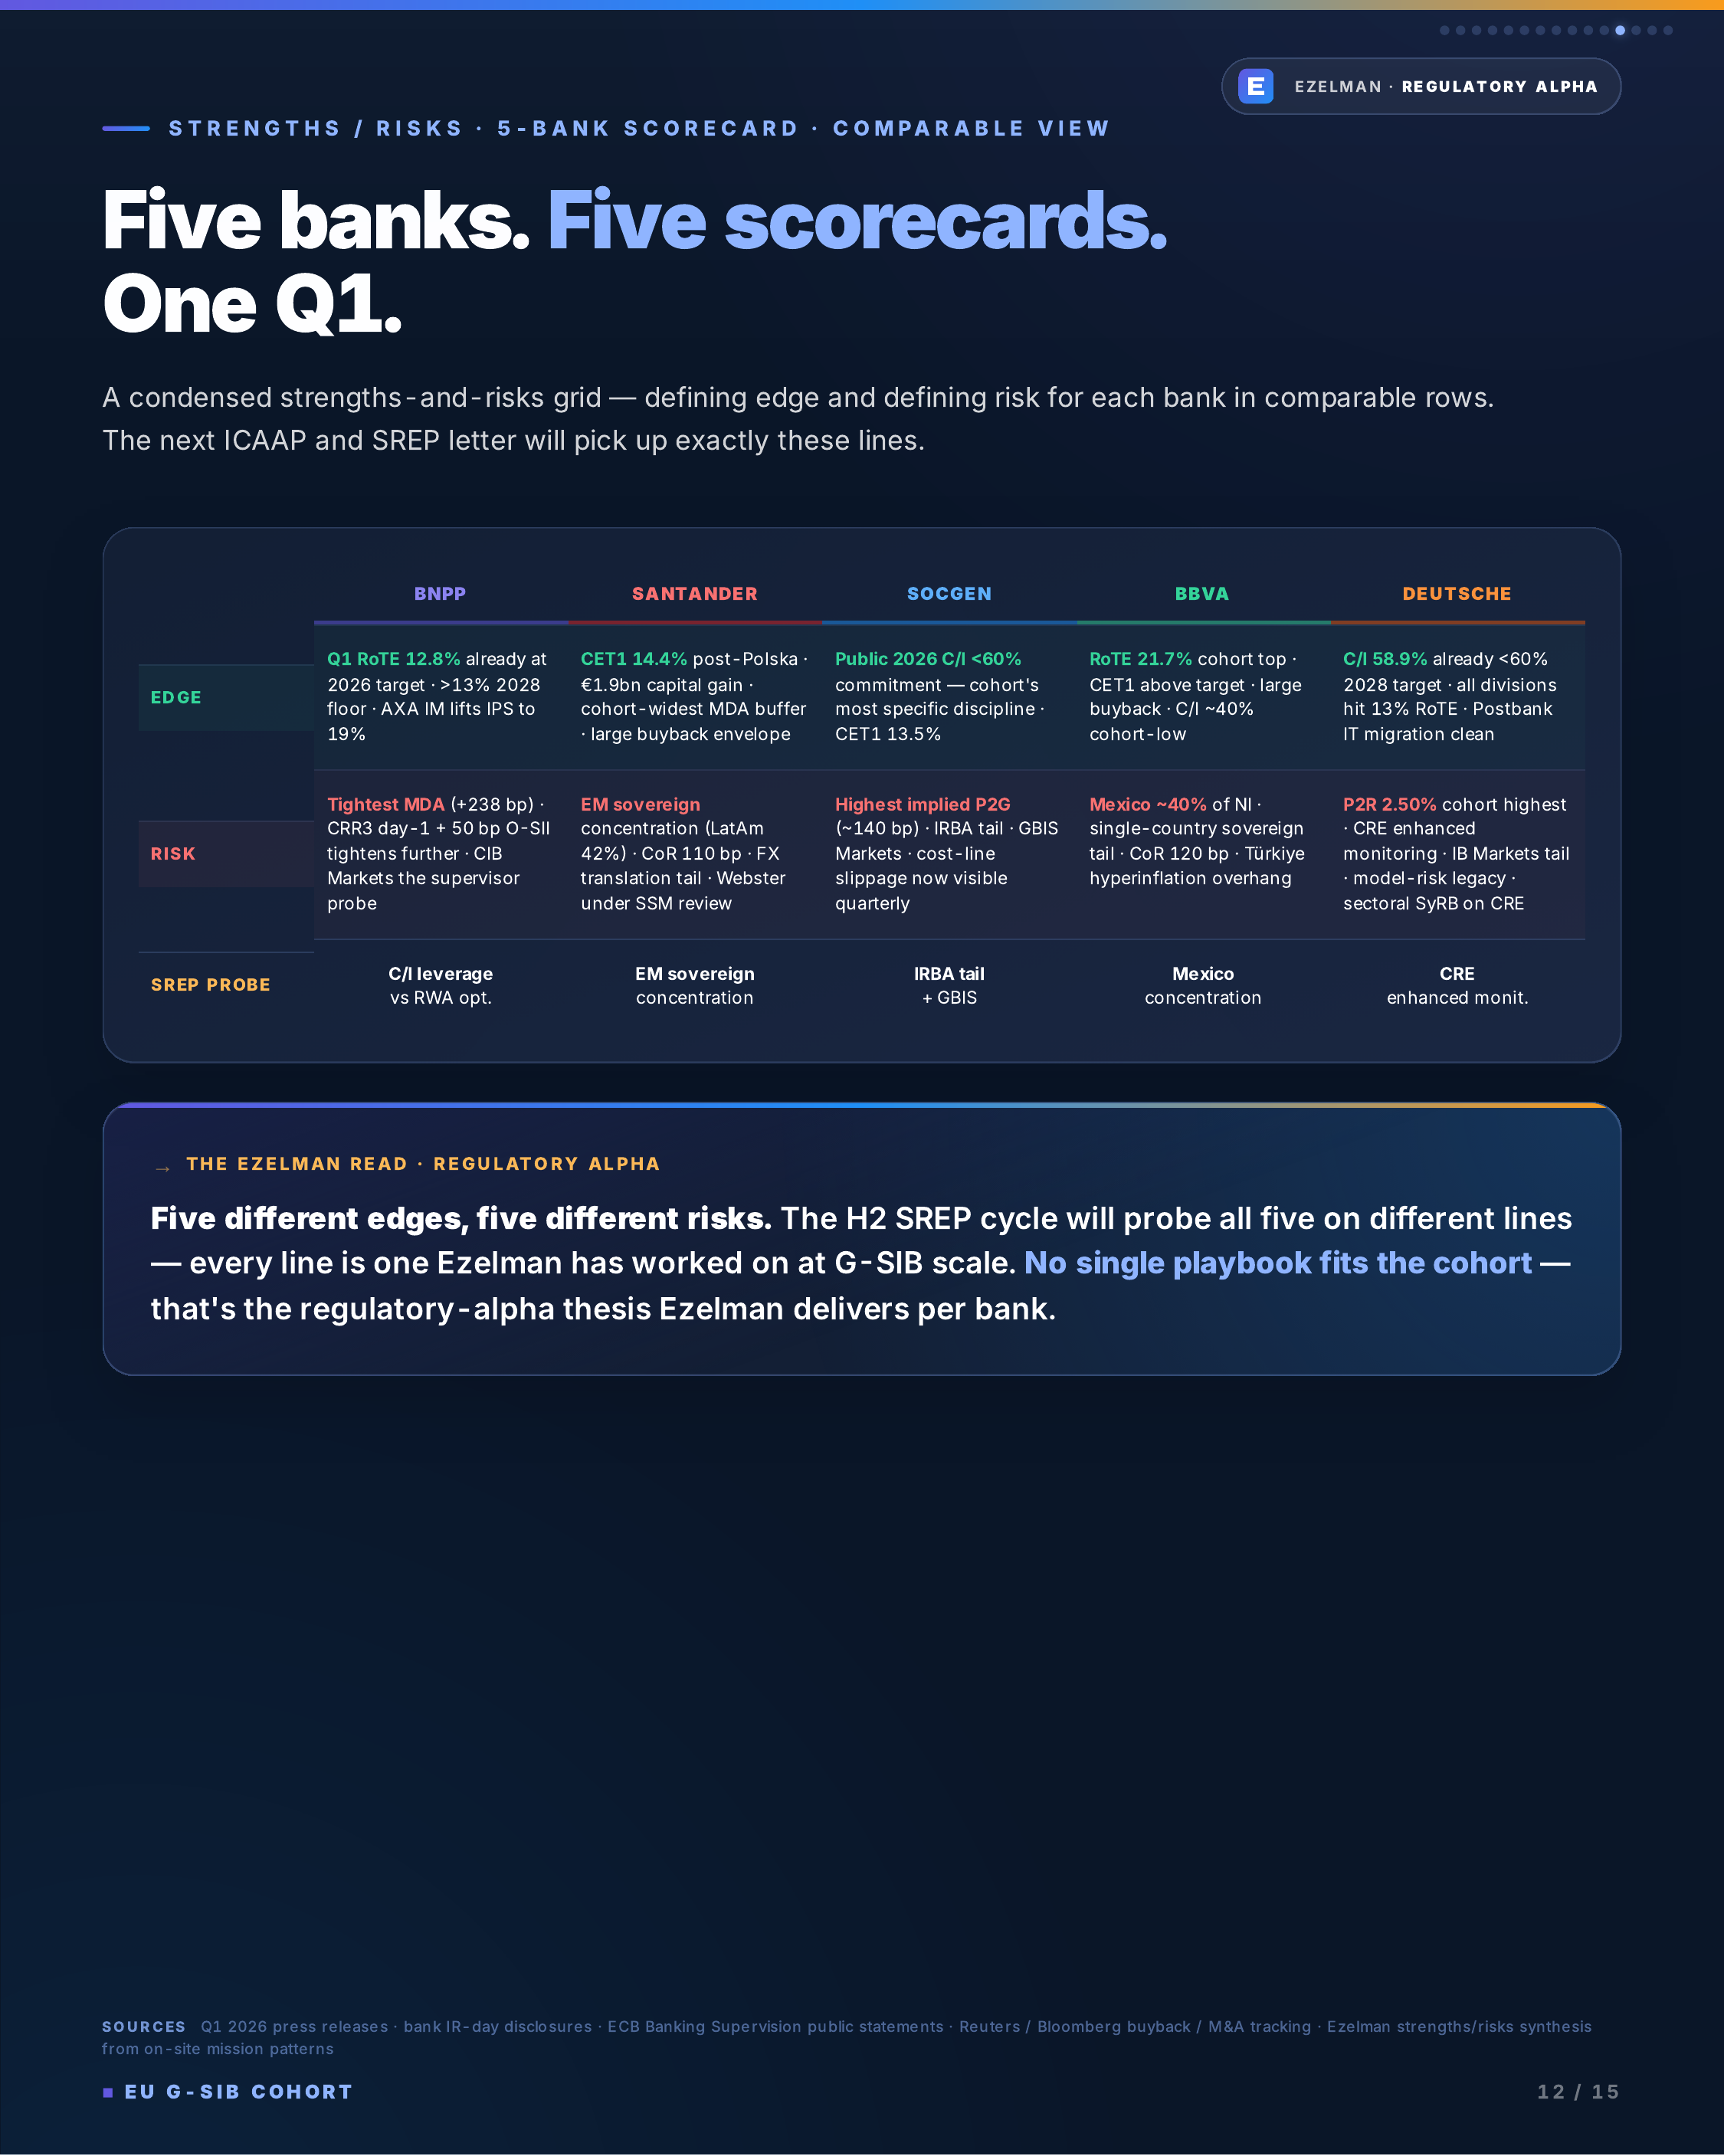 E EZELMAN · REGULATORY ALPHA
STRENGTHS / RISKS · 5-BANK SCORECARD · COMPARABLE VIEW
Five banks. Five scorecards.
One Q1.
A condensed strengths-and-risks grid — defining edge and defining risk for each bank in comparable rows.
The next ICAAP and SREP letter will pick up exactly these lines.
BNPP
SANTANDER
SOCGEN
BBVA
DEUTSCHE
EDGE
Q1 RoTE 12.8% already at
2026 target · >13% 2028
floor · AXA IM lifts IPS to
19%
CET1 14.4% post-Polska ·
€1.9bn capital gain ·
cohort-widest MDA buffer
· large buyback envelope
Public 2026 C/I <60%
commitment — cohort's
most specific discipline ·
CET1 13.5%
RoTE 21.7% cohort top ·
CET1 above target · large
buyback · C/I ~40%
cohort-low
C/I 58.9% already <60%
2028 target · all divisions
hit 13% RoTE · Postbank
IT migration clean
RISK
Tightest MDA (+238 bp) ·
CRR3 day-1 + 50 bp O-SII
tightens further · CIB
Markets the supervisor
probe
EM sovereign
concentration (LatAm
42%) · CoR 110 bp · FX
translation tail · Webster
under SSM review
Highest implied P2G
(~140 bp) · IRBA tail · GBIS
Markets · cost-line
slippage now visible
quarterly
Mexico ~40% of NI ·
single-country sovereign
tail · CoR 120 bp · Türkiye
hyperinflation overhang
P2R 2.50% cohort highest
· CRE enhanced
monitoring · IB Markets tail
· model-risk legacy ·
sectoral SyRB on CRE
SREP PROBE
C/I leverage
vs RWA opt.
EM sovereign
concentration
IRBA tail
+ GBIS
Mexico
concentration
CRE
enhanced monit.
→ THE EZELMAN READ · REGULATORY ALPHA
Five different edges, five different risks. The H2 SREP cycle will probe all five on different lines
— every line is one Ezelman has worked on at G-SIB scale. No single playbook fits the cohort —
that's the regulatory-alpha thesis Ezelman delivers per bank.
SOURCES Q1 2026 press releases · bank IR-day disclosures · ECB Banking Supervision public statements · Reuters / Bloomberg buyback / M&A tracking · Ezelman strengths/risks synthesis
from on-site mission patterns
EU G-SIB COHORT
12 / 15